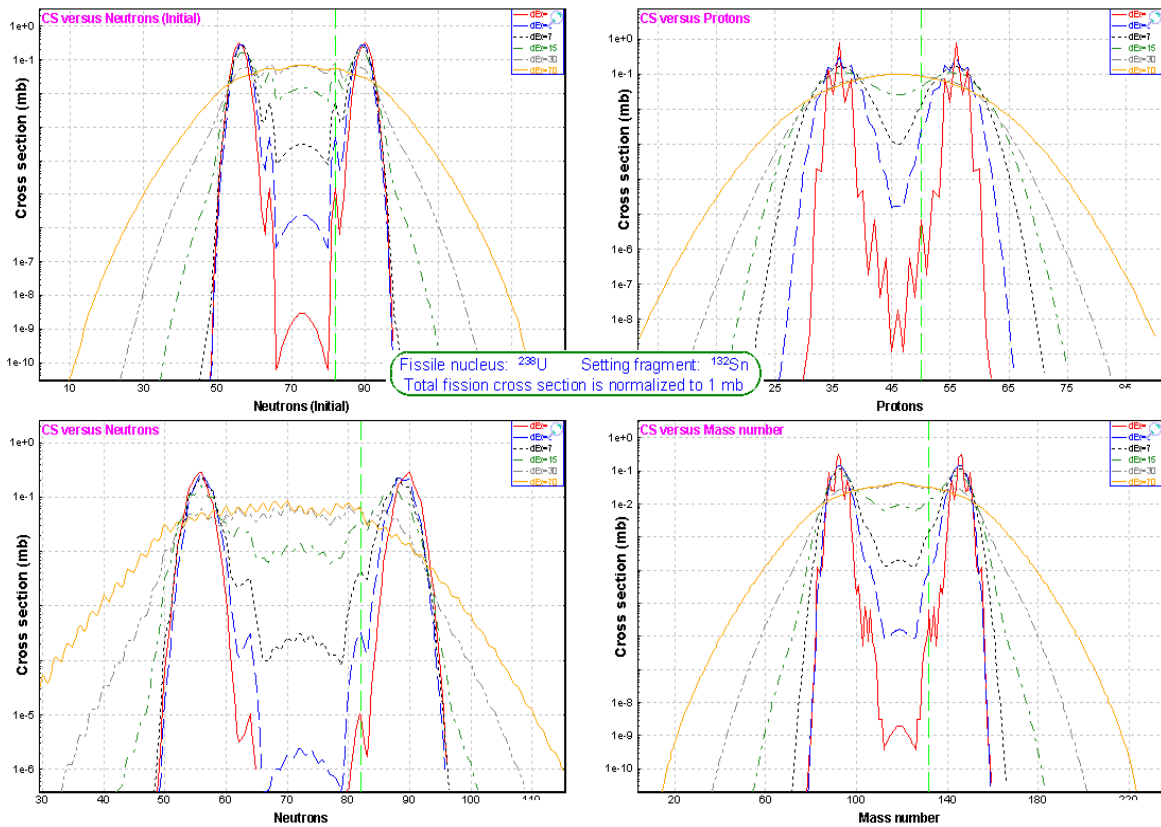 CS versus Neutrons (Initial)
Cross section (mb)
1e+0
1e-1
1e-7
1e-8
1e-9
1e-10
10
30
50
70
90
Neutrons (Initial)
dEx=7
dEx=15
dEx=30
dEx=70
CS versus Protons
Cross section (mb)
1e+0
1e-1
1e-6
1e-8
25
35
45
55
65
75
Protons
dEx=7
dEx=15
dEx=30
dEx=70
Fissile nucleus: 238U Setting fragment: 132Sn
Total fission cross section is normalized to 1 mb
CS versus Neutrons
Cross section (mb)
1e+0
1e-1
1e-5
1e-6
30
40
50
60
70
80
90
100
Neutrons
dEx=7
dEx=15
dEx=30
dEx=70
CS versus Mass number
Cross section (mb)
1e+0
1e-1
1e-2
1e-8
1e-9
1e-10
20
60
100
140
180
220
Mass number
dEx=7
dEx=15
dEx=30
dEx=70